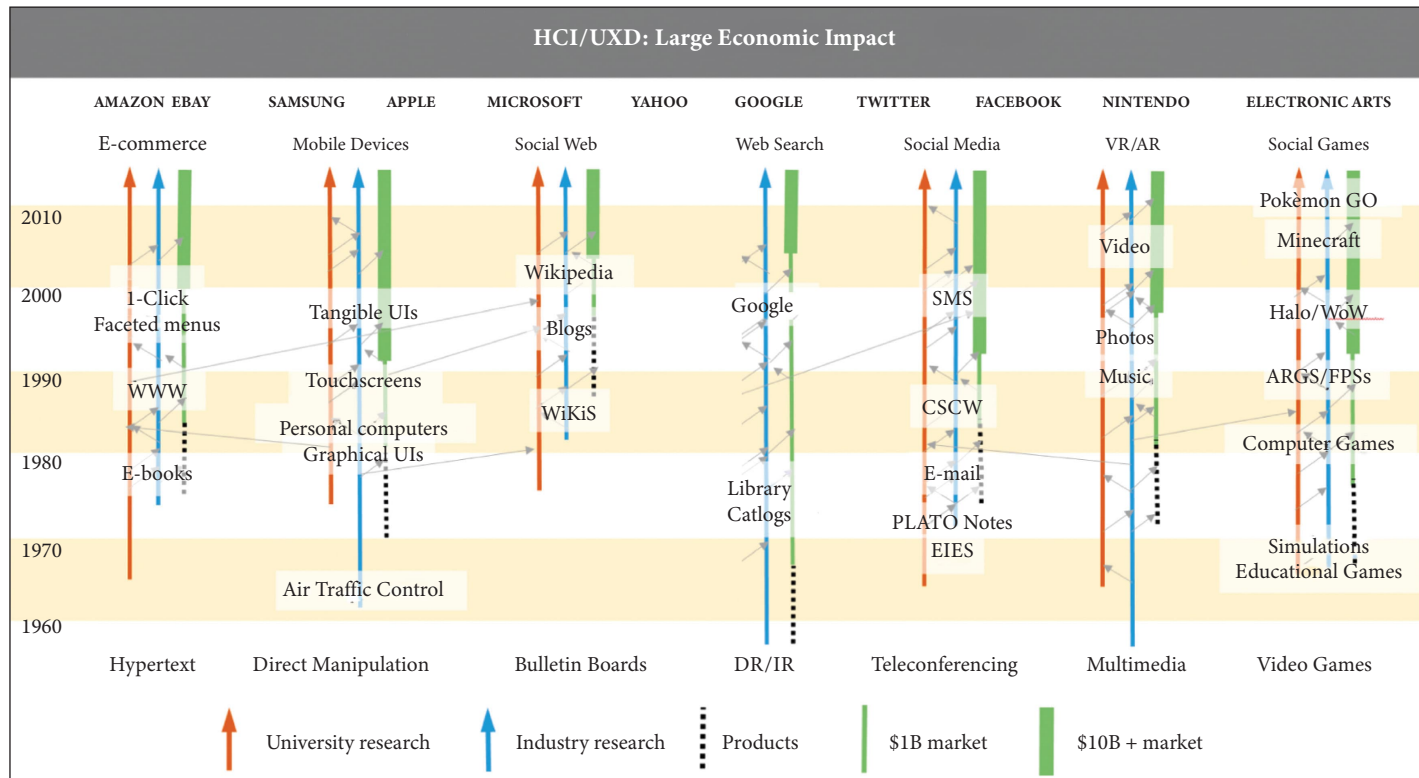 HCI/UXD: Large Economic Impact
AMAZON EBAY SAMSUNG APPLE MICROSOFT YAHOO GOOGLE TWITTER FACEBOOK NINTENDO ELECTRONIC ARTS
E-commerce Mobile Devices Social Web Web Search Social Media VR/AR Social Games
Pokèmon GO
2010
Video Minecraft
Wikipedia
2000 1-Click Google SMS
Tangible UIs Halo/WoW
Faceted menus Blogs Photos
1990 Touchscreens Music ARGS/FPSs
WWW
WiKiS CSCW
Personal computers
Computer Games
Graphical UIs
1980
E-books E-mail
Library
Catlogs PLATO Notes
1970 EIES Simulations
Educational Games
Air Traffic Control
1960
Hypertext Direct Manipulation Bulletin Boards DR/IR Teleconferencing Multimedia Video Games
University research Industry research Products $1B market $10B + market